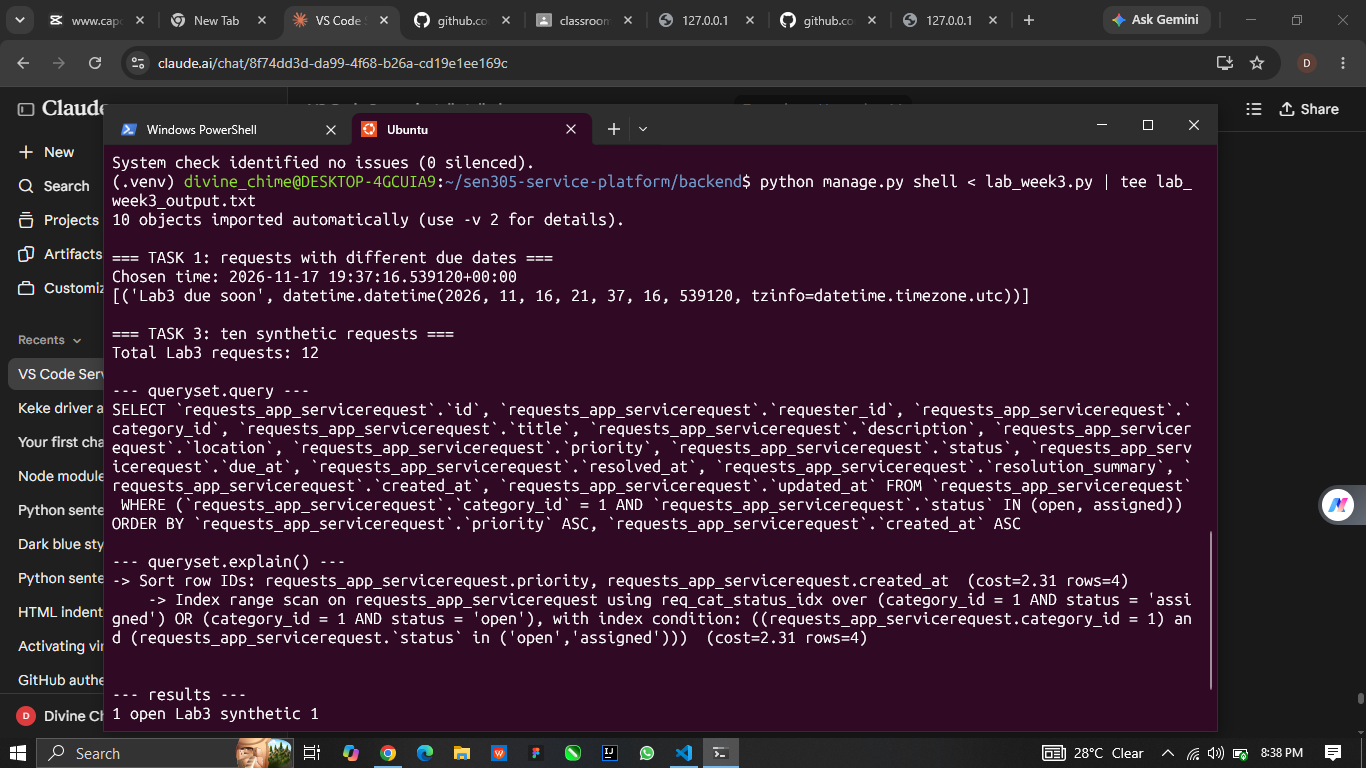 www.capc
New Tab
VS Code S
github.co
classroom
127.0.0.1
github.co
127.0.0.1
Ask Gemini
claude.ai/chat/8f74dd3d-da99-4f68-b26a-cd19e1ee169c
D
Claude
Share
New
Search
Projects
Artifacts
Customiz
Recents
VS Code Serv
Keke driver a
Your first cha
Node module
Python sente
Dark blue sty
Python sente
HTML indent
Activating vir
GitHub authe
D
Divine Ch
Windows PowerShell
Ubuntu
System check identified no issues (0 silenced).
(.venv) divine_chime@DESKTOP-4GCUIA9:~/sen305-service-platform/backend$ python manage.py shell < lab_week3.py | tee lab_
week3_output.txt
10 objects imported automatically (use -v 2 for details).
=== TASK 1: requests with different due dates ===
Chosen time: 2026-11-17 19:37:16.539120+00:00
[('Lab3 due soon', datetime.datetime(2026, 11, 16, 21, 37, 16, 539120, tzinfo=datetime.timezone.utc))]
=== TASK 3: ten synthetic requests ===
Total Lab3 requests: 12
--- queryset.query ---
SELECT `requests_app_servicerequest`.`id`, `requests_app_servicerequest`.`requester_id`, `requests_app_servicerequest`.`
category_id`, `requests_app_servicerequest`.`title`, `requests_app_servicerequest`.`description`, `requests_app_servicer
equest`.`location`, `requests_app_servicerequest`.`priority`, `requests_app_servicerequest`.`status`, `requests_app_serv
icerequest`.`due_at`, `requests_app_servicerequest`.`resolved_at`, `requests_app_servicerequest`.`resolution_summary`, `
requests_app_servicerequest`.`created_at`, `requests_app_servicerequest`.`updated_at` FROM `requests_app_servicerequest`
WHERE (`requests_app_servicerequest`.`category_id` = 1 AND `requests_app_servicerequest`.`status` IN (open, assigned))
ORDER BY `requests_app_servicerequest`.`priority` ASC, `requests_app_servicerequest`.`created_at` ASC
--- queryset.explain() ---
-> Sort row IDs: requests_app_servicerequest.priority, requests_app_servicerequest.created_at  (cost=2.31 rows=4)
-> Index range scan on requests_app_servicerequest using req_cat_status_idx over (category_id = 1 AND status = 'assi
gned') OR (category_id = 1 AND status = 'open'), with index condition: ((requests_app_servicerequest.category_id = 1) an
d (requests_app_servicerequest.`status` in ('open','assigned')))  (cost=2.31 rows=4)
--- results ---
1 open Lab3 synthetic 1
Search
28°C Clear
8:38 PM